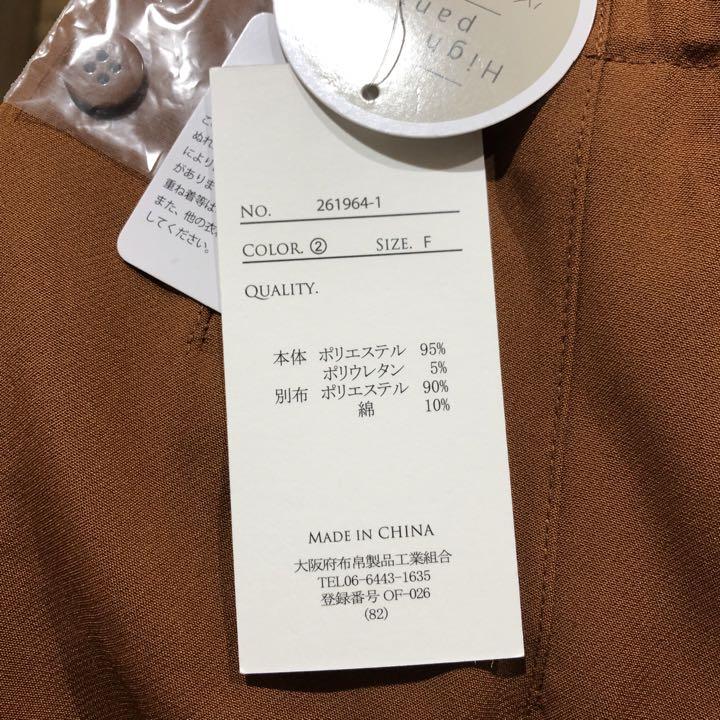 High
pan
ぬれ
により
があります
重ね着等は
また、他の衣
してください。
No. 261964-1
COLOR. ② SIZE. F
QUALITY.
本体 ポリエステル 95%
ポリウレタン 5%
別布 ポリエステル 90%
綿 10%
MADE IN CHINA
大阪府布帛製品工業組合
TEL06-6443-1635
登録番号 OF-026
(82)